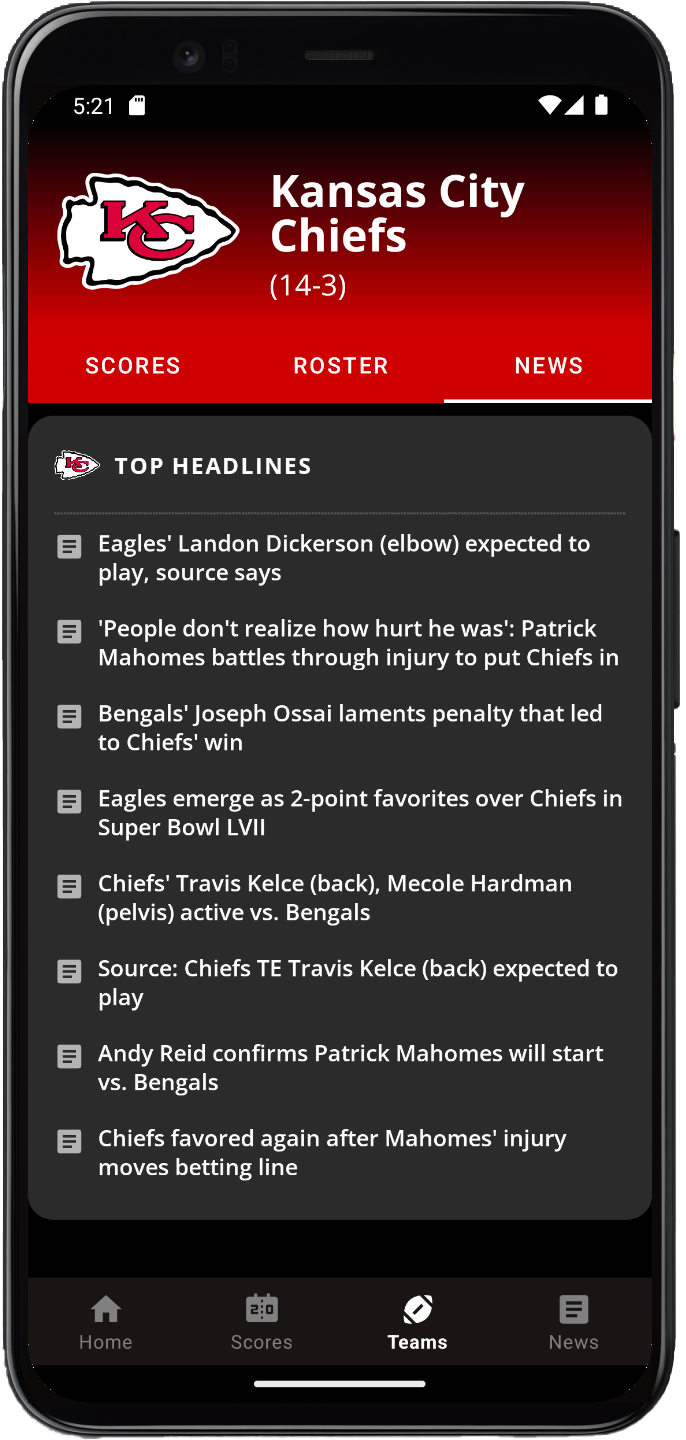 5:21
KC
Kansas City
Chiefs
(14-3)
SCORES ROSTER NEWS
KC TOP HEADLINES
Eagles' Landon Dickerson (elbow) expected to
play, source says
'People don't realize how hurt he was': Patrick
Mahomes battles through injury to put Chiefs in
Bengals' Joseph Ossai laments penalty that led
to Chiefs' win
Eagles emerge as 2-point favorites over Chiefs in
Super Bowl LVII
Chiefs' Travis Kelce (back), Mecole Hardman
(pelvis) active vs. Bengals
Source: Chiefs TE Travis Kelce (back) expected to
play
Andy Reid confirms Patrick Mahomes will start
vs. Bengals
Chiefs favored again after Mahomes' injury
moves betting line
2:0
Home Scores Teams News